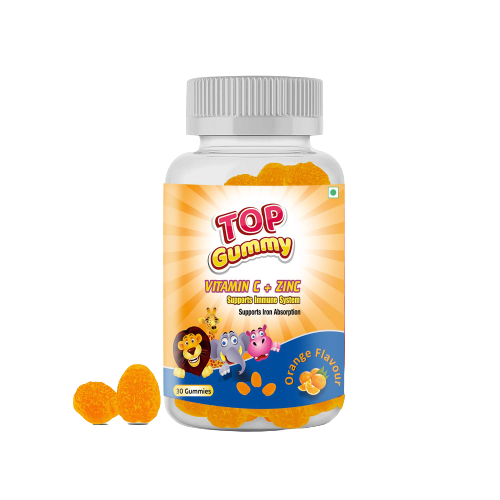 TOP
Gummy
VITAMIN C + ZINC
Supports Immune System
Supports Iron Absorption
Orange Flavour
30 Gummies